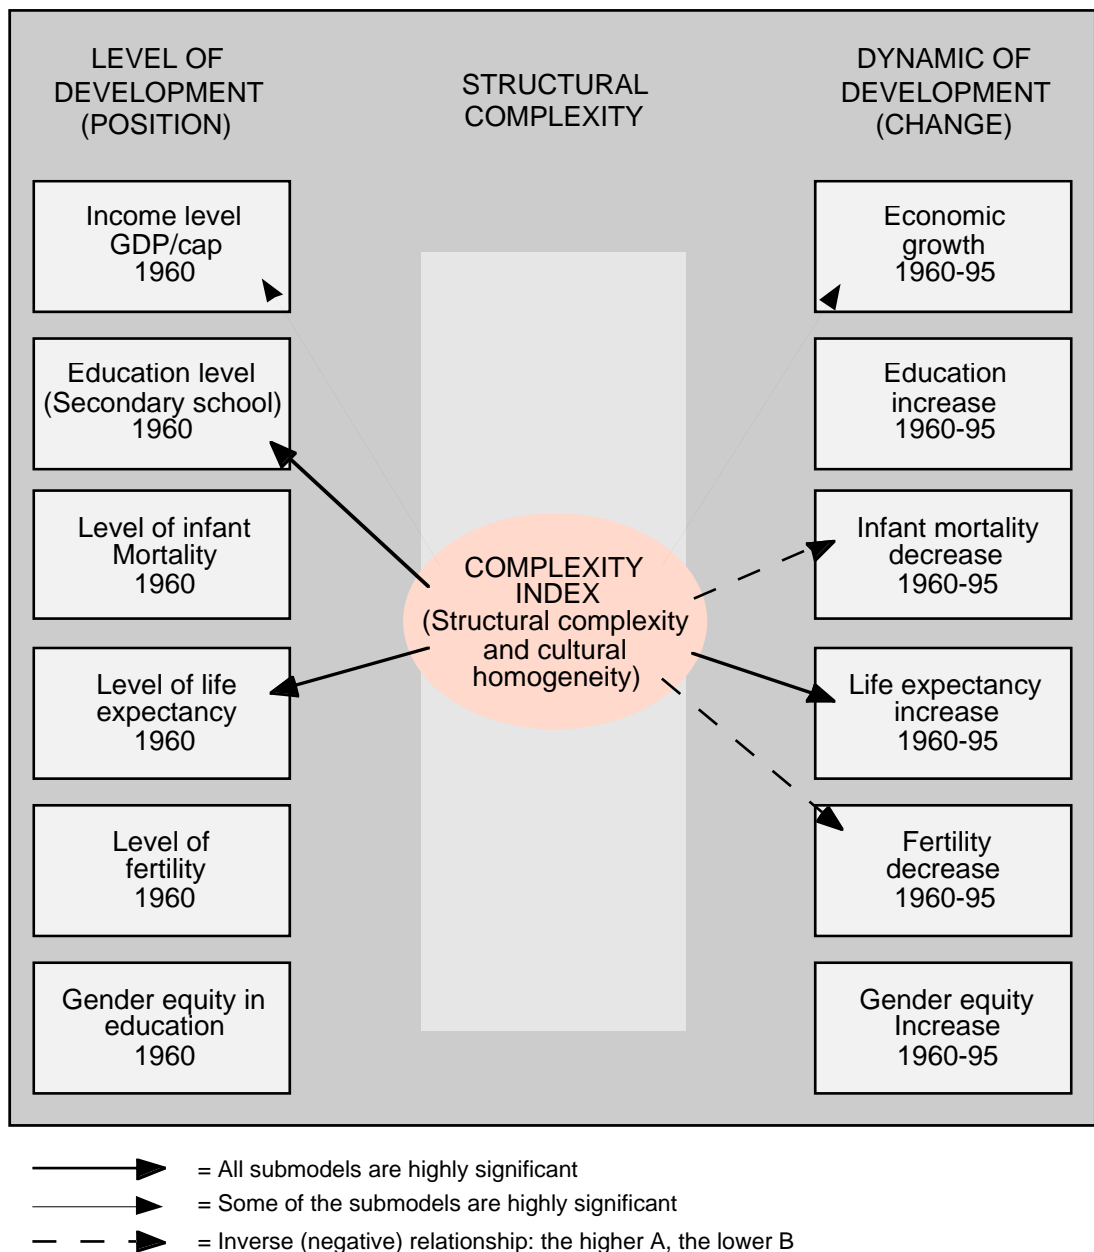 LEVEL OF
DEVELOPMENT
(POSITION)
STRUCTURAL
COMPLEXITY
DYNAMIC OF
DEVELOPMENT
(CHANGE)
Income level
GDP/cap
1960
Education level
(Secondary school)
1960
Level of infant
Mortality
1960
Level of life
expectancy
1960
Level of
fertility
1960
Gender equity in
education
1960
COMPLEXITY
INDEX
(Structural complexity
and cultural
homogeneity)
Economic
growth
1960-95
Education
increase
1960-95
Infant mortality
decrease
1960-95
Life expectancy
increase
1960-95
Fertility
decrease
1960-95
Gender equity
Increase
1960-95
= All submodels are highly significant
= Some of the submodels are highly significant
= Inverse (negative) relationship: the higher A, the lower B